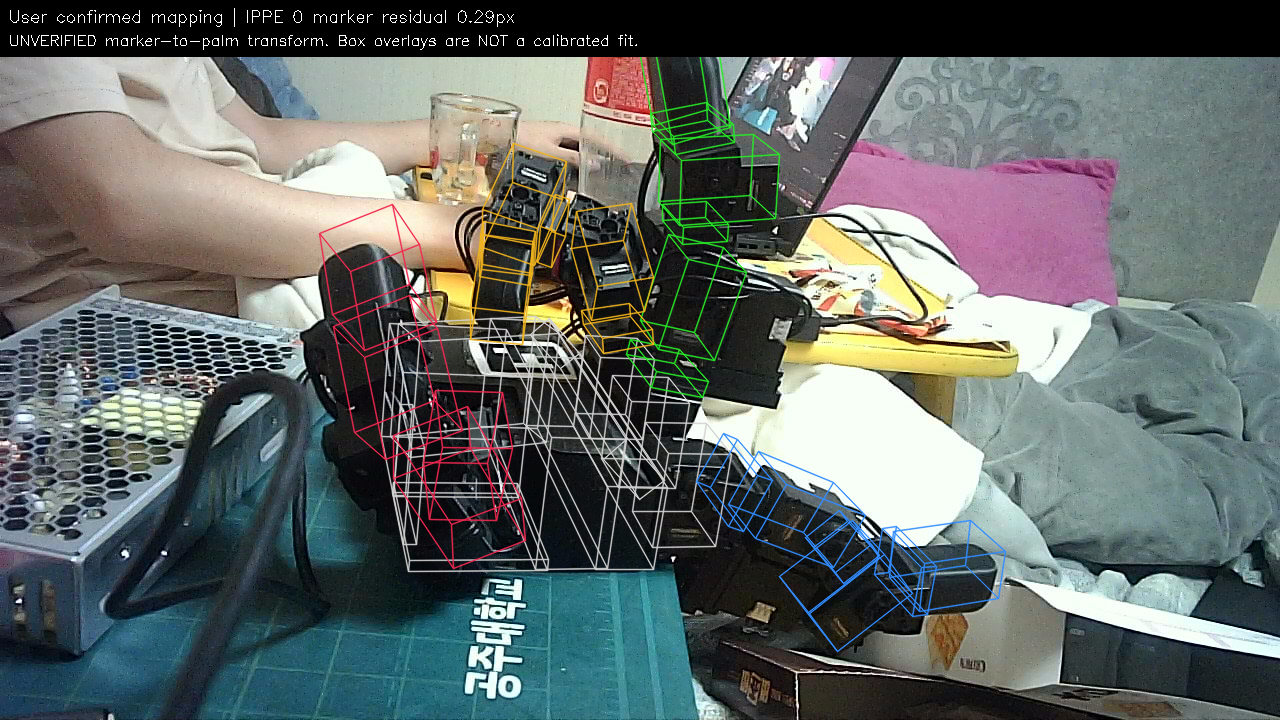 User confirmed mapping | IPPE 0 marker residual 0.29px
UNVERIFIED marker-to-palm transform. Box overlays are NOT a calibrated fit.
공주대학교